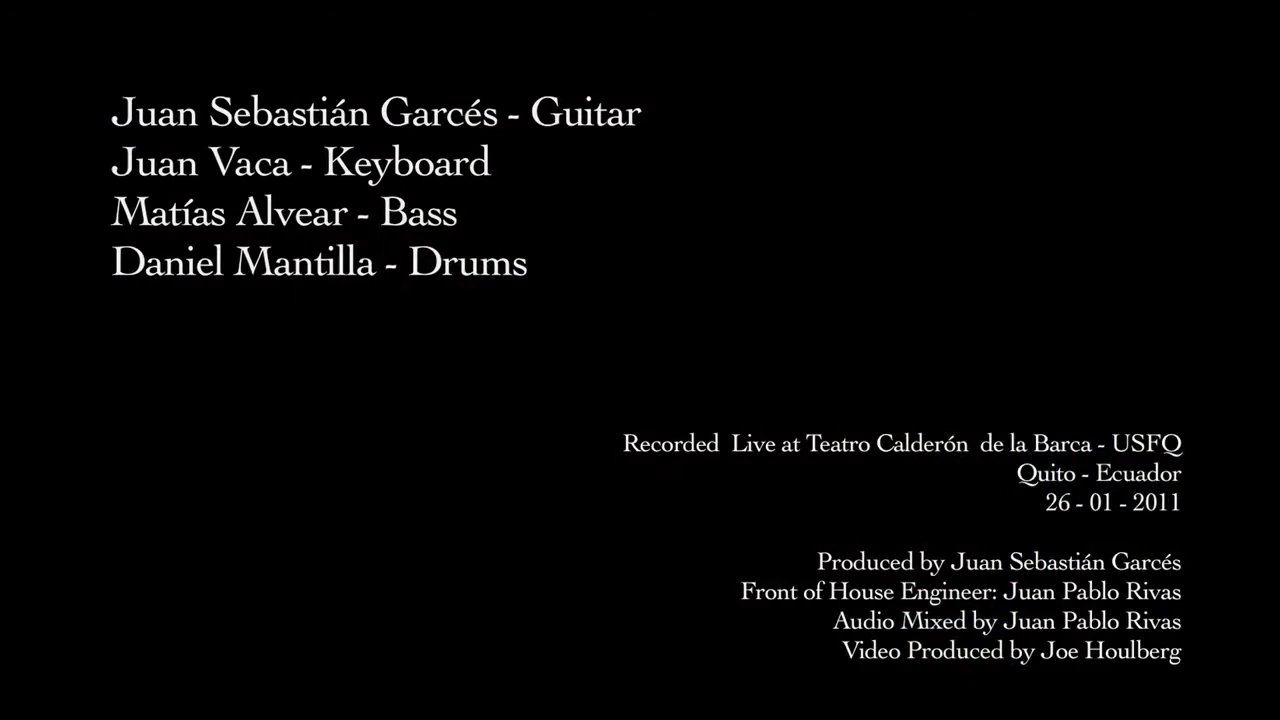 Juan Sebastián Garcés - Guitar
Juan Vaca - Keyboard
Matías Alvear - Bass
Daniel Mantilla - Drums
Recorded Live at Teatro Calderón de la Barca - USFQ
Quito - Ecuador
26 - 01 - 2011
Produced by Juan Sebastián Garcés
Front of House Engineer: Juan Pablo Rivas
Audio Mixed by Juan Pablo Rivas
Video Produced by Joe Houlberg